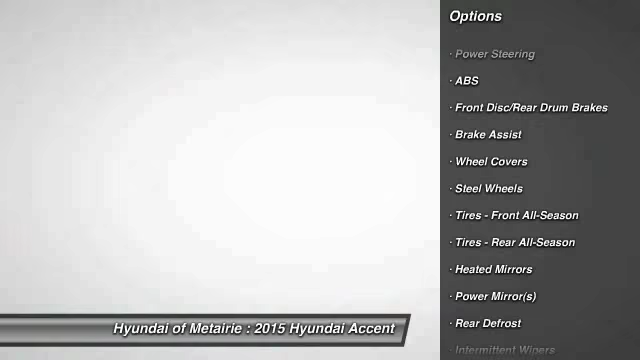 Options
· Power Steering
· ABS
· Front Disc/Rear Drum Brakes
· Brake Assist
· Wheel Covers
· Steel Wheels
· Tires - Front All-Season
· Tires - Rear All-Season
· Heated Mirrors
· Power Mirror(s)
· Rear Defrost
· Intermittent Wipers
Hyundai of Metairie : 2015 Hyundai Accent